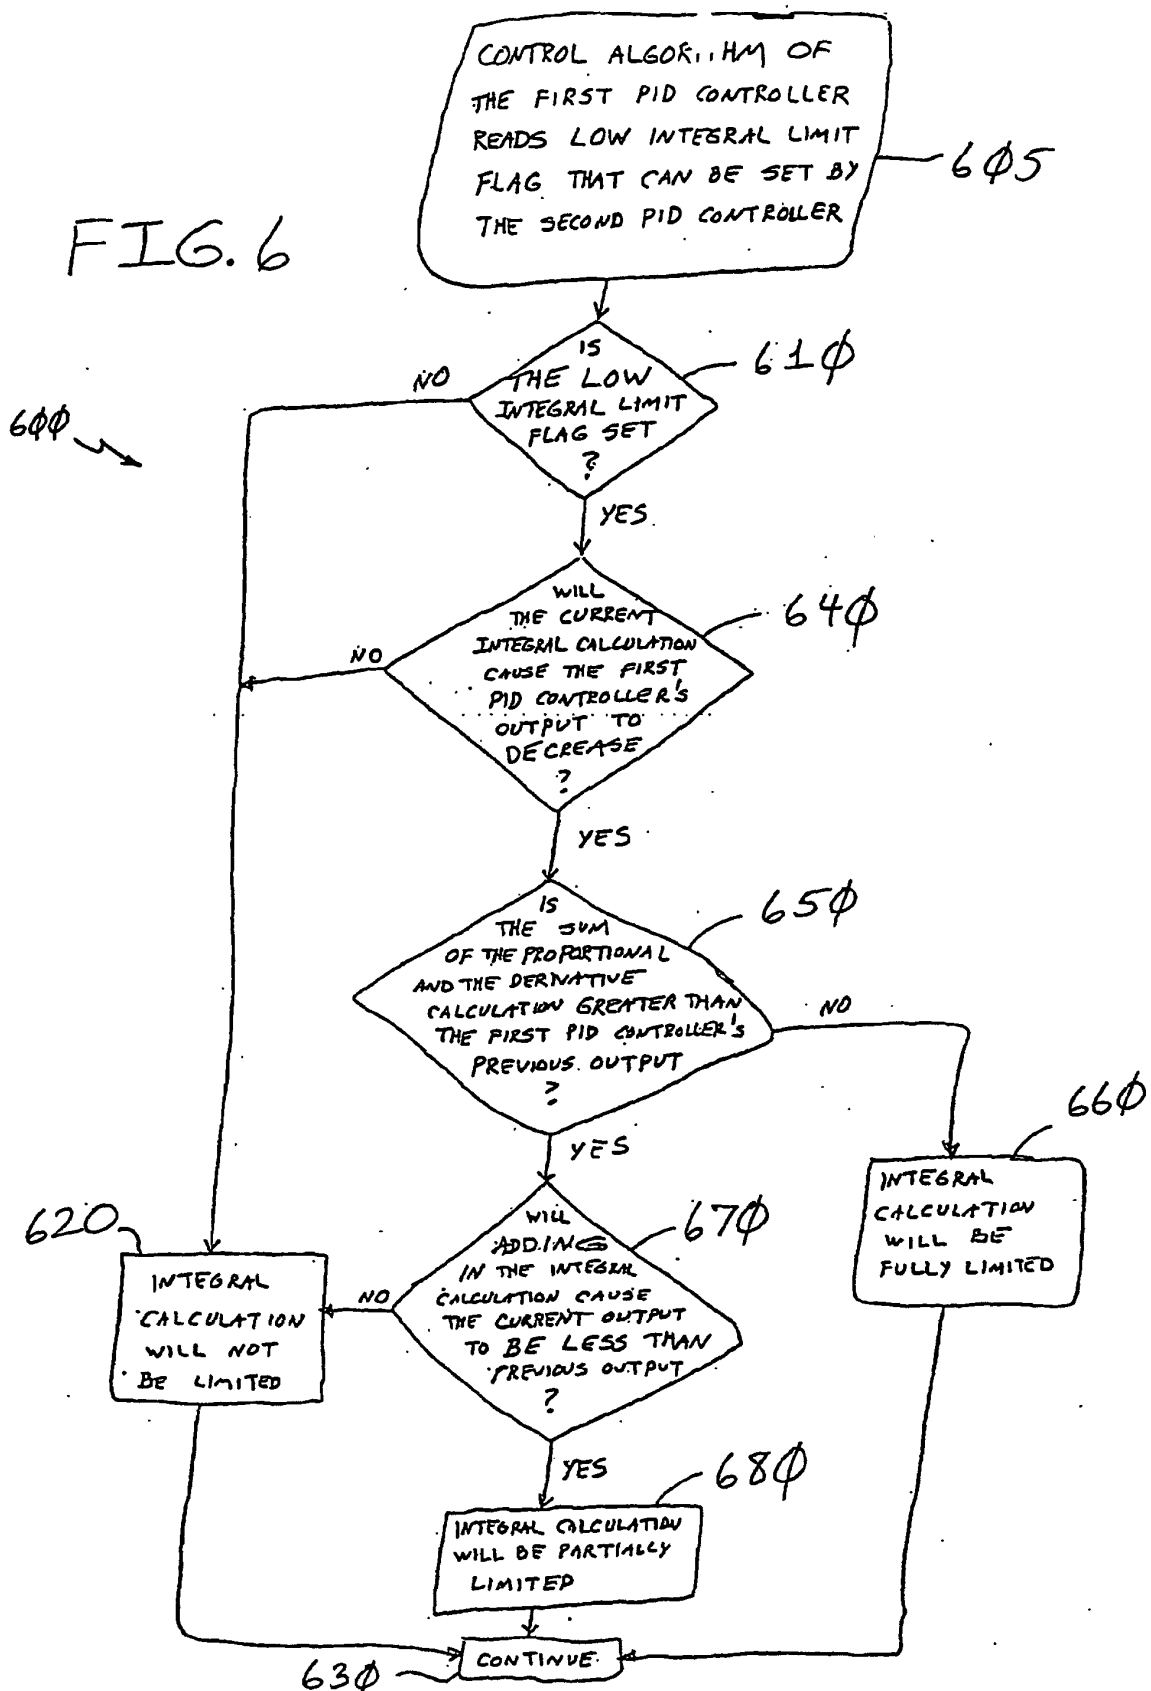 CONTROL ALGORITHM OF
THE FIRST PID CONTROLLER
READS LOW INTEGRAL LIMIT
FLAG THAT CAN BE SET BY
THE SECOND PID CONTROLLER
605
FIG. 6
600
IS
THE LOW
INTEGRAL LIMIT
FLAG SET
?
610
NO
YES
WILL
THE CURRENT
INTEGRAL CALCULATION
CAUSE THE FIRST
PID CONTROLLER'S
OUTPUT TO
DECREASE
?
640
NO
YES
IS
THE SUM
OF THE PROPORTIONAL
AND THE DERIVATIVE
CALCULATION GREATER THAN
THE FIRST PID CONTROLLER'S
PREVIOUS OUTPUT
?
650
NO
YES
660
INTEGRAL
CALCULATION
WILL BE
FULLY LIMITED
WILL
ADDING
IN THE INTEGRAL
CALCULATION CAUSE
THE CURRENT OUTPUT
TO BE LESS THAN
PREVIOUS OUTPUT
?
670
NO
YES
620
INTEGRAL
CALCULATION
WILL NOT
BE LIMITED
680
INTEGRAL CALCULATION
WILL BE PARTIALLY
LIMITED
CONTINUE
630